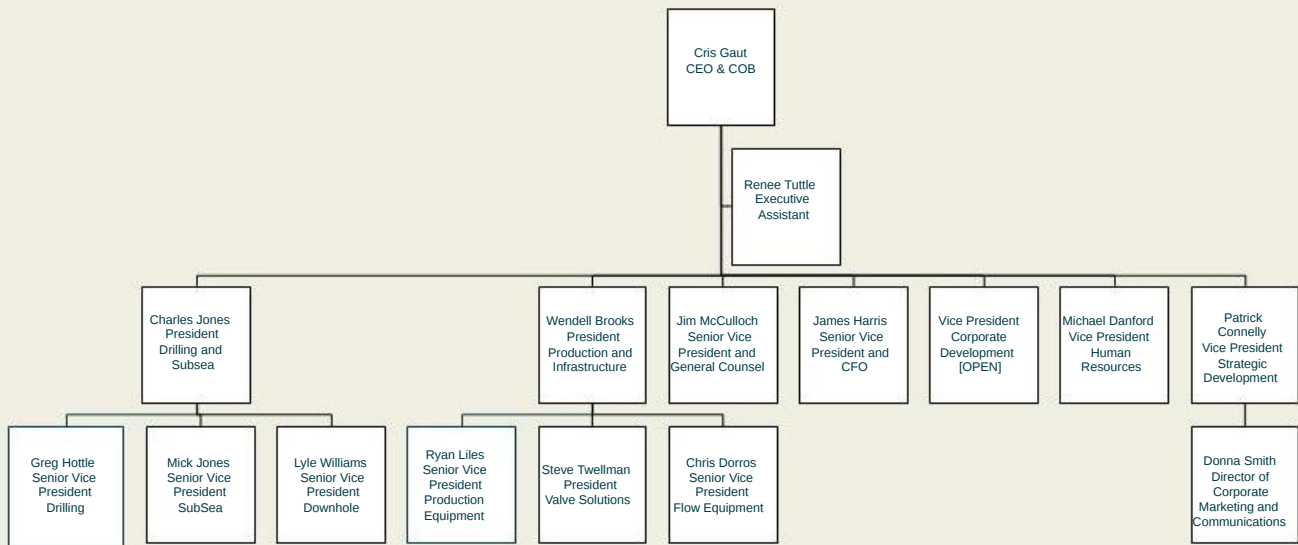 Cris Gaut
CEO & COB
Renee Tuttle
Executive
Assistant
Charles Jones
President
Drilling and
Subsea
Wendell Brooks
President
Production and
Infrastructure
Jim McCulloch
Senior Vice
President and
General Counsel
James Harris
Senior Vice
President and
CFO
Vice President
Corporate
Development
[OPEN]
Michael Danford
Vice President
Human
Resources
Patrick
Connelly
Vice President
Strategic
Development
Greg Hottle
Senior Vice
President
Drilling
Mick Jones
Senior Vice
President
SubSea
Lyle Williams
Senior Vice
President
Downhole
Ryan Liles
Senior Vice
President
Production
Equipment
Steve Twellman
President
Valve Solutions
Chris Dorros
Senior Vice
President
Flow Equipment
Donna Smith
Director of
Corporate
Marketing and
Communications